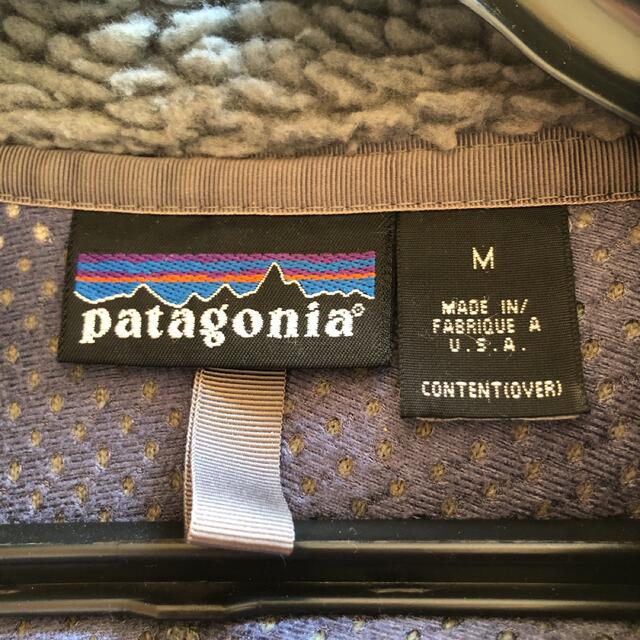 patagonia®
M
MADE IN/
FABRIQUE A
U.S.A.
CONTENT(OVER)